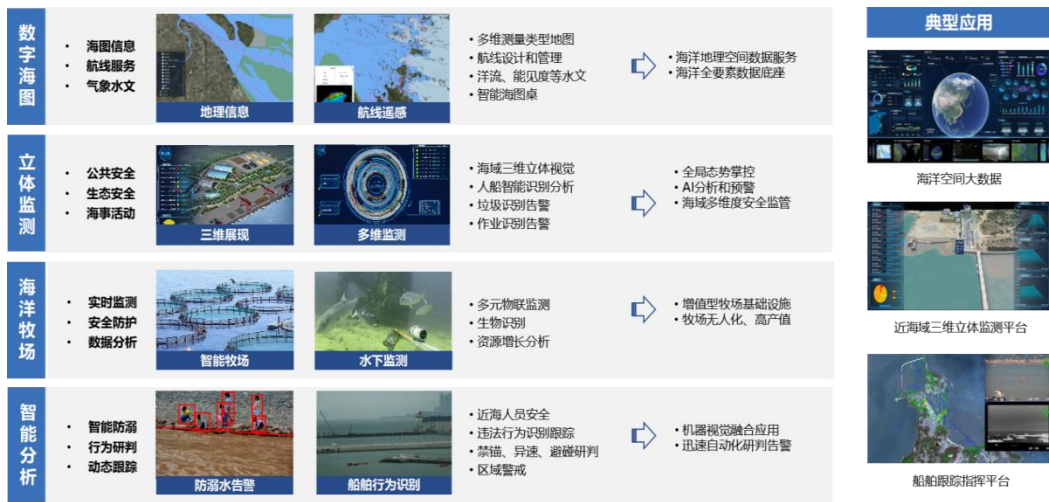 数字海图
• 海图信息
• 航线服务
• 气象水文
地理信息
航线遥感
• 多维测量类型地图
• 航线设计和管理
• 洋流、能见度等水文
• 智能海图桌
• 海洋地理空间数据服务
• 海洋全要素数据底座
立体监测
• 公共安全
• 生态安全
• 海事活动
三维展现
多维监测
• 海域三维立体视觉
• 人船智能识别分析
• 垃圾识别告警
• 作业识别告警
• 全局态势掌控
• AI分析和预警
• 海域多维度安全监管
海洋牧场
• 实时监测
• 安全防护
• 数据分析
智能牧场
水下监测
• 多元物联监测
• 生物识别
• 资源增长分析
• 增值型牧场基础设施
• 牧场无人化、高产值
智能分析
• 智能防溺
• 行为研判
• 动态跟踪
防溺水告警
船舶行为识别
• 近海人员安全
• 违法行为识别跟踪
• 禁锚、异速、避碰研判
• 区域警戒
• 机器视觉融合应用
• 迅速自动化研判告警
典型应用
海洋空间大数据
近海域三维立体监测平台
船舶跟踪指挥平台